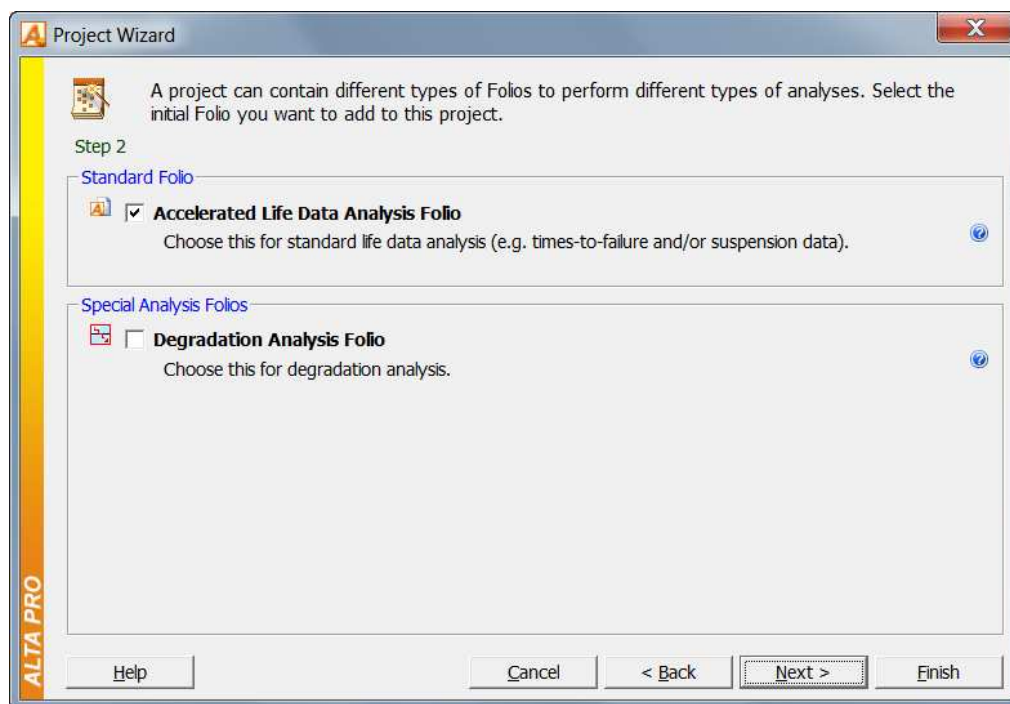 Project Wizard
A project can contain different types of Folios to perform different types of analyses. Select the
initial Folio you want to add to this project.
Step 2
Standard Folio
Accelerated Life Data Analysis Folio
Choose this for standard life data analysis (e.g. times-to-failure and/or suspension data).
Special Analysis Folios
Degradation Analysis Folio
Choose this for degradation analysis.
ALTA PRO
Help
Cancel
< Back
Next >
Finish